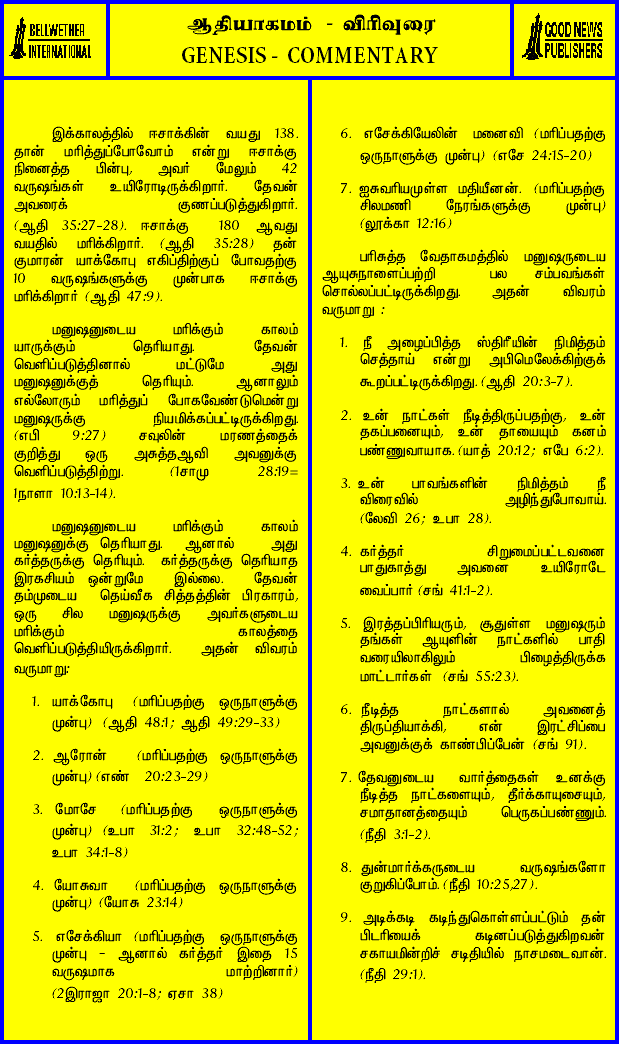 BELLWETHER
INTERNATIONAL
ஆதியாகமம் - விரிவுரை
GENESIS - COMMENTARY
GOOD NEWS
PUBLISHERS
இக்காலத்தில் ஈசாக்கின் வயது 138.
தான் மரித்துப்போவோம் என்று ஈசாக்கு
நினைத்த பின்பு, அவர் மேலும் 42
வருஷங்கள் உயிரோடிருக்கிறார். தேவன்
அவரைக் குணப்படுத்துகிறார்.
(ஆதி 35:27-28). ஈசாக்கு 180 ஆவது
வயதில் மரிக்கிறார். (ஆதி 35:28) தன்
குமாரன் யாக்கோபு எகிப்திற்குப் போவதற்கு
10 வருஷங்களுக்கு முன்பாக ஈசாக்கு
மரிக்கிறார் (ஆதி 47:9).
மனுஷனுடைய மரிக்கும் காலம்
யாருக்கும் தெரியாது. தேவன்
வெளிப்படுத்தினால் மட்டுமே அது
மனுஷனுக்குத் தெரியும். ஆனாலும்
எல்லோரும் மரித்துப் போகவேண்டுமென்று
மனுஷருக்கு நியமிக்கப்பட்டிருக்கிறது.
(எபி 9:27) சவுலின் மரணத்தைக்
குறித்து ஒரு அசுத்தஆவி அவனுக்கு
வெளிப்படுத்திற்று. (1சாமு 28:19=
1நாளா 10:13-14).
மனுஷனுடைய மரிக்கும் காலம்
மனுஷனுக்கு தெரியாது. ஆனால் அது
கர்த்தருக்கு தெரியும். கர்த்தருக்கு தெரியாத
இரகசியம் ஒன்றுமே இல்லை. தேவன்
தம்முடைய தெய்வீக சித்தத்தின் பிரகாரம்,
ஒரு சில மனுஷருக்கு அவர்களுடைய
மரிக்கும் காலத்தை
வெளிப்படுத்தியிருக்கிறார். அதன் விவரம்
வருமாறு:
1. யாக்கோபு (மரிப்பதற்கு ஒருநாளுக்கு
முன்பு) (ஆதி 48:1; ஆதி 49:29-33)
2. ஆரோன் (மரிப்பதற்கு ஒருநாளுக்கு
முன்பு) (எண் 20:23-29)
3. மோசே (மரிப்பதற்கு ஒருநாளுக்கு
முன்பு) (உபா 31:2; உபா 32:48-52;
உபா 34:1-8)
4. யோசுவா (மரிப்பதற்கு ஒருநாளுக்கு
முன்பு) (யோசு 23:14)
5. எசேக்கியா (மரிப்பதற்கு ஒருநாளுக்கு
முன்பு - ஆனால் கர்த்தர் இதை 15
வருஷமாக மாற்றினார்)
(2இராஜா 20:1-8; ஏசா 38)
6. எசேக்கியேலின் மனைவி (மரிப்பதற்கு
ஒருநாளுக்கு முன்பு) (எசே 24:15-20)
7. ஐசுவரியமுள்ள மதியீனன். (மரிப்பதற்கு
சிலமணி நேரங்களுக்கு முன்பு)
(லூக்கா 12:16)
பரிசுத்த வேதாகமத்தில் மனுஷருடைய
ஆயுசுநாளைப்பற்றி பல சம்பவங்கள்
சொல்லப்பட்டிருக்கிறது. அதன் விவரம்
வருமாறு :
1. நீ அழைப்பித்த ஸ்திரீயின் நிமித்தம்
செத்தாய் என்று அபிமெலேக்கிற்குக்
கூறப்பட்டிருக்கிறது. (ஆதி 20:3-7).
2. உன் நாட்கள் நீடித்திருப்பதற்கு, உன்
தகப்பனையும், உன் தாயையும் கனம்
பண்ணுவாயாக. (யாத் 20:12; எபே 6:2).
3. உன் பாவங்களின் நிமித்தம் நீ
விரைவில் அழிந்துபோவாய்.
(லேவி 26; உபா 28).
4. கர்த்தர் சிறுமைப்பட்டவனை
பாதுகாத்து அவனை உயிரோடே
வைப்பார் (சங் 41:1-2).
5. இரத்தப்பிரியரும், சூதுள்ள மனுஷரும்
தங்கள் ஆயுளின் நாட்களில் பாதி
வரையிலாகிலும் பிழைத்திருக்க
மாட்டார்கள் (சங் 55:23).
6. நீடித்த நாட்களால் அவனைத்
திருப்தியாக்கி, என் இரட்சிப்பை
அவனுக்குக் காண்பிப்பேன் (சங் 91).
7. தேவனுடைய வார்த்தைகள் உனக்கு
நீடித்த நாட்களையும், தீர்க்காயுசையும்,
சமாதானத்தையும் பெருகப்பண்ணும்.
(நீதி 3:1-2).
8. துன்மார்க்கருடைய வருஷங்களோ
குறுகிப்போம். (நீதி 10:25,27).
9. அடிக்கடி கடிந்துகொள்ளப்பட்டும் தன்
பிடரியைக் கடினப்படுத்துகிறவன்
சகாயமின்றிச் சடிதியில் நாசமடைவான்.
(நீதி 29:1).